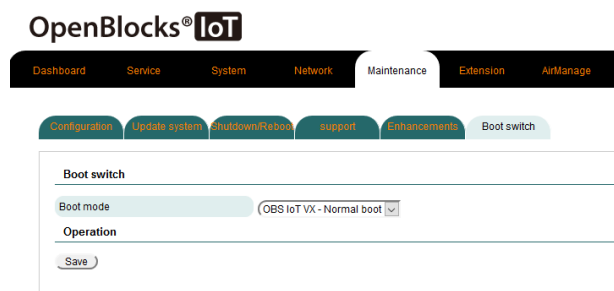 OpenBlocks® IoT
Dashboard Service System Network Maintenance Extension AirManage
Configuration Update system Shutdown/Reboot support Enhancements Boot switch
Boot switch
Boot mode OBS IoT VX - Normal boot
Operation
Save